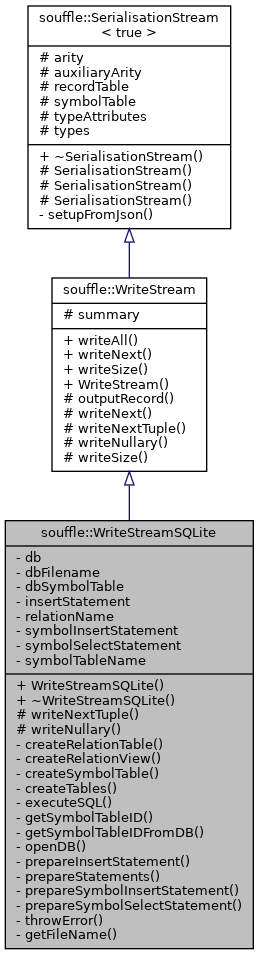 souffle::SerialisationStream
< true >
# arity
# auxiliaryArity
# recordTable
# symbolTable
# typeAttributes
# types
+ ~SerialisationStream()
# SerialisationStream()
# SerialisationStream()
# SerialisationStream()
- setupFromJson()
souffle::WriteStream
# summary
+ writeAll()
+ writeNext()
+ writeSize()
+ WriteStream()
# outputRecord()
# writeNext()
# writeNextTuple()
# writeNullary()
# writeSize()
souffle::WriteStreamSQLite
- db
- dbFilename
- dbSymbolTable
- insertStatement
- relationName
- symbolInsertStatement
- symbolSelectStatement
- symbolTableName
+ WriteStreamSQLite()
+ ~WriteStreamSQLite()
# writeNextTuple()
# writeNullary()
- createRelationTable()
- createRelationView()
- createSymbolTable()
- createTables()
- executeSQL()
- getSymbolTableID()
- getSymbolTableIDFromDB()
- openDB()
- prepareInsertStatement()
- prepareStatements()
- prepareSymbolInsertStatement()
- prepareSymbolSelectStatement()
- throwError()
- getFileName()